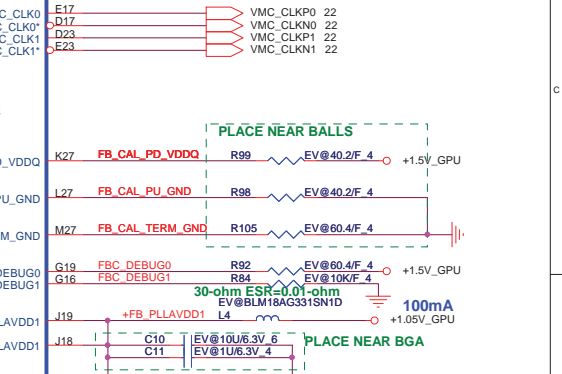 C_CLK0 E17 VMC_CLKP0 22
C_CLK0* D17 VMC_CLKN0 22
C_CLK1 D23 VMC_CLKP1 22
C_CLK1* E23 VMC_CLKN1 22
C
PLACE NEAR BALLS
D_VDDQ K27 FB_CAL_PD_VDDQ R99 EV@40.2/F_4 +1.5V_GPU
PU_GND L27 FB_CAL_PU_GND R98 EV@40.2/F_4
M_GND M27 FB_CAL_TERM_GND R105 EV@60.4/F_4
DEBUG0 G19 FBC_DEBUG0 R92 EV@60.4/F_4 +1.5V_GPU
DEBUG1 G16 FBC_DEBUG1 R84 EV@10K/F_4
30-ohm ESR=0.01-ohm
EV@BLM18AG331SN1D 100mA
LAVDD1 J19 +FB_PLLAVDD1 L4 +1.05V_GPU
LAVDD1 J18 C10 EV@10U/6.3V_6 PLACE NEAR BGA
C11 EV@1U/6.3V_4